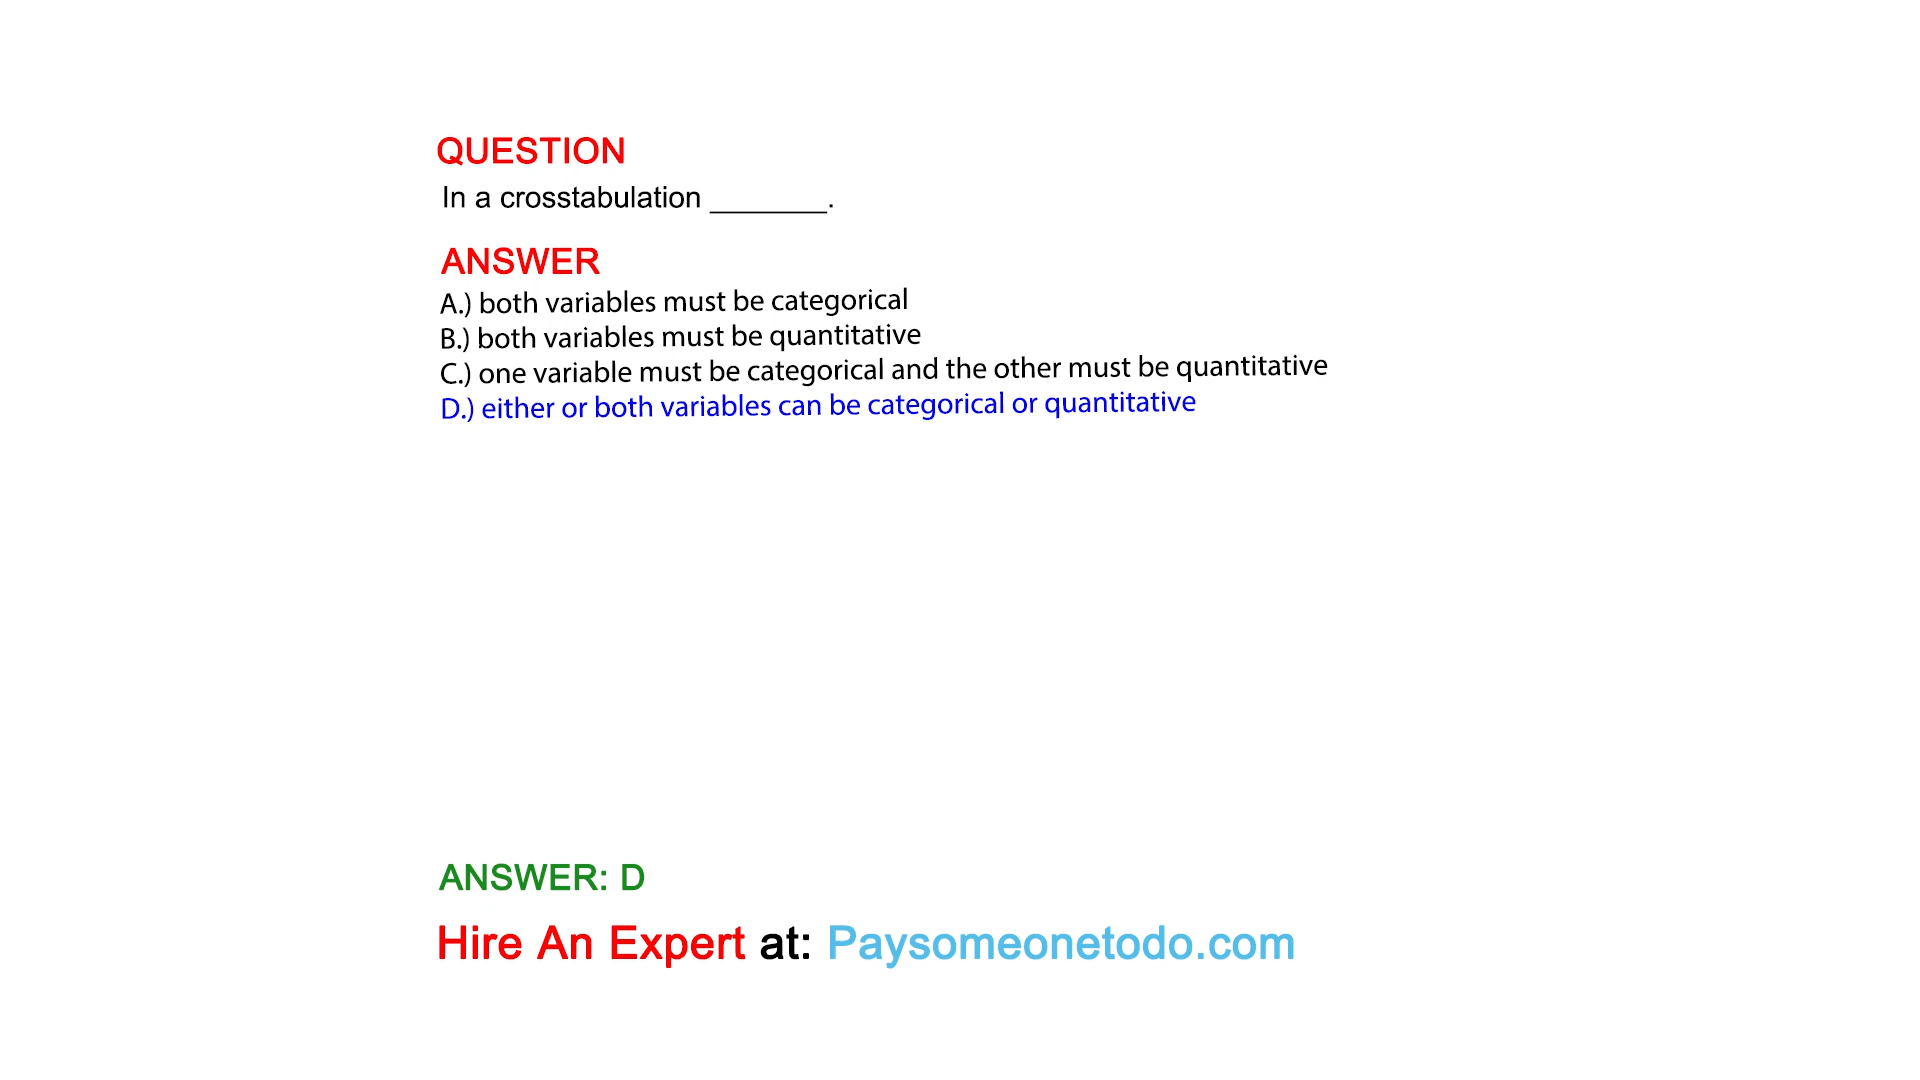 QUESTION
In a crosstabulation _______.
ANSWER
A.) both variables must be categorical
B.) both variables must be quantitative
C.) one variable must be categorical and the other must be quantitative
D.) either or both variables can be categorical or quantitative
ANSWER: D
Hire An Expert at: Paysomeonetodo.com